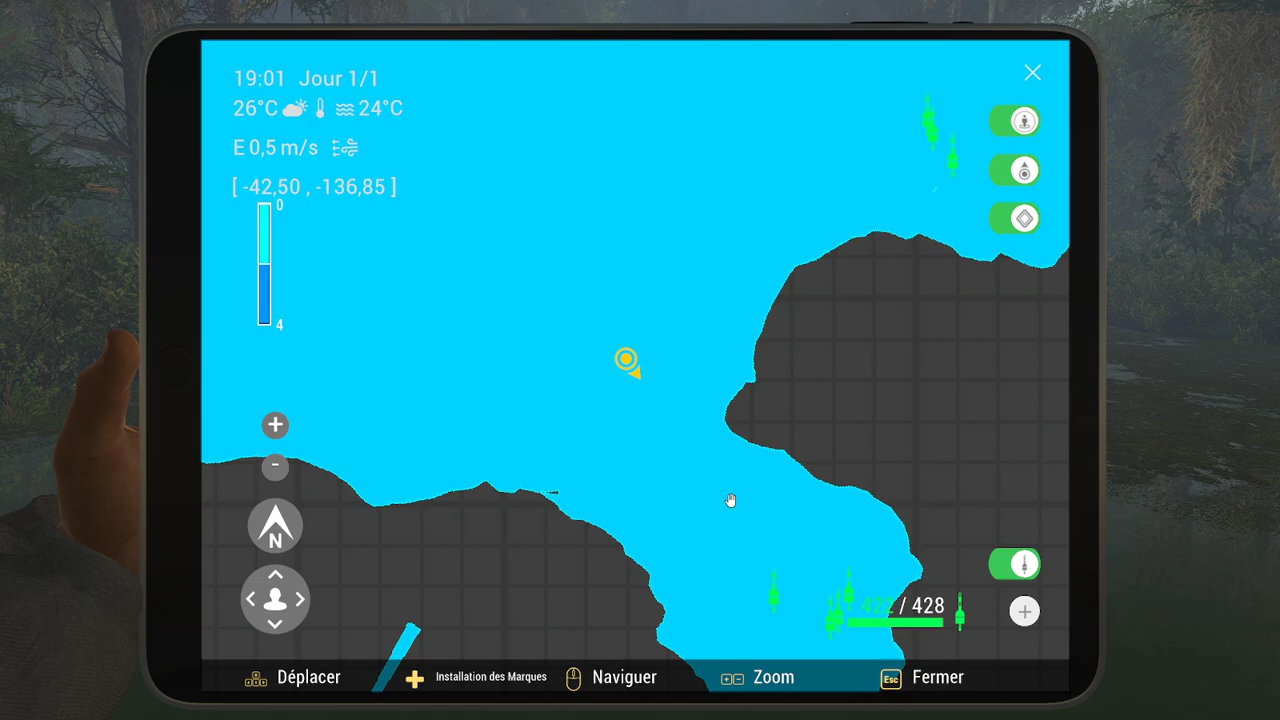 19:01 Jour 1/1
26°C 24°C
E 0,5 m/s
[ -42,50 , -136,85 ]
0
4
+
-
N
422 / 428
+
Déplacer
Installation des Marques
Naviguer
Zoom
Esc Fermer